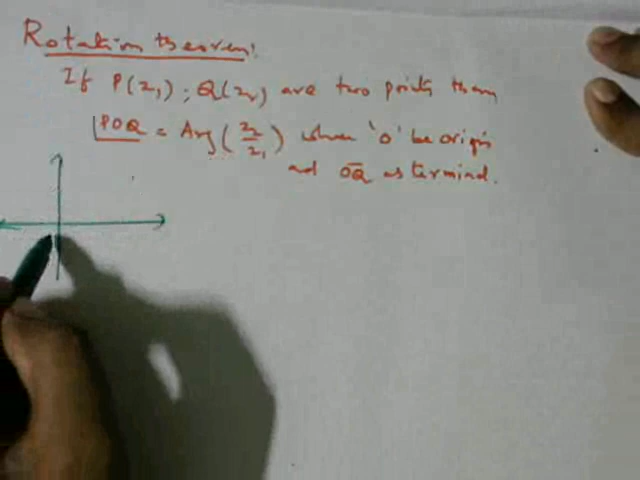 Rotation theorem:
If P(z₁); Q(z₂) are two points then
∠POQ = Arg(z₂/z₁) where 'O' be origin
and OQ as terminal.